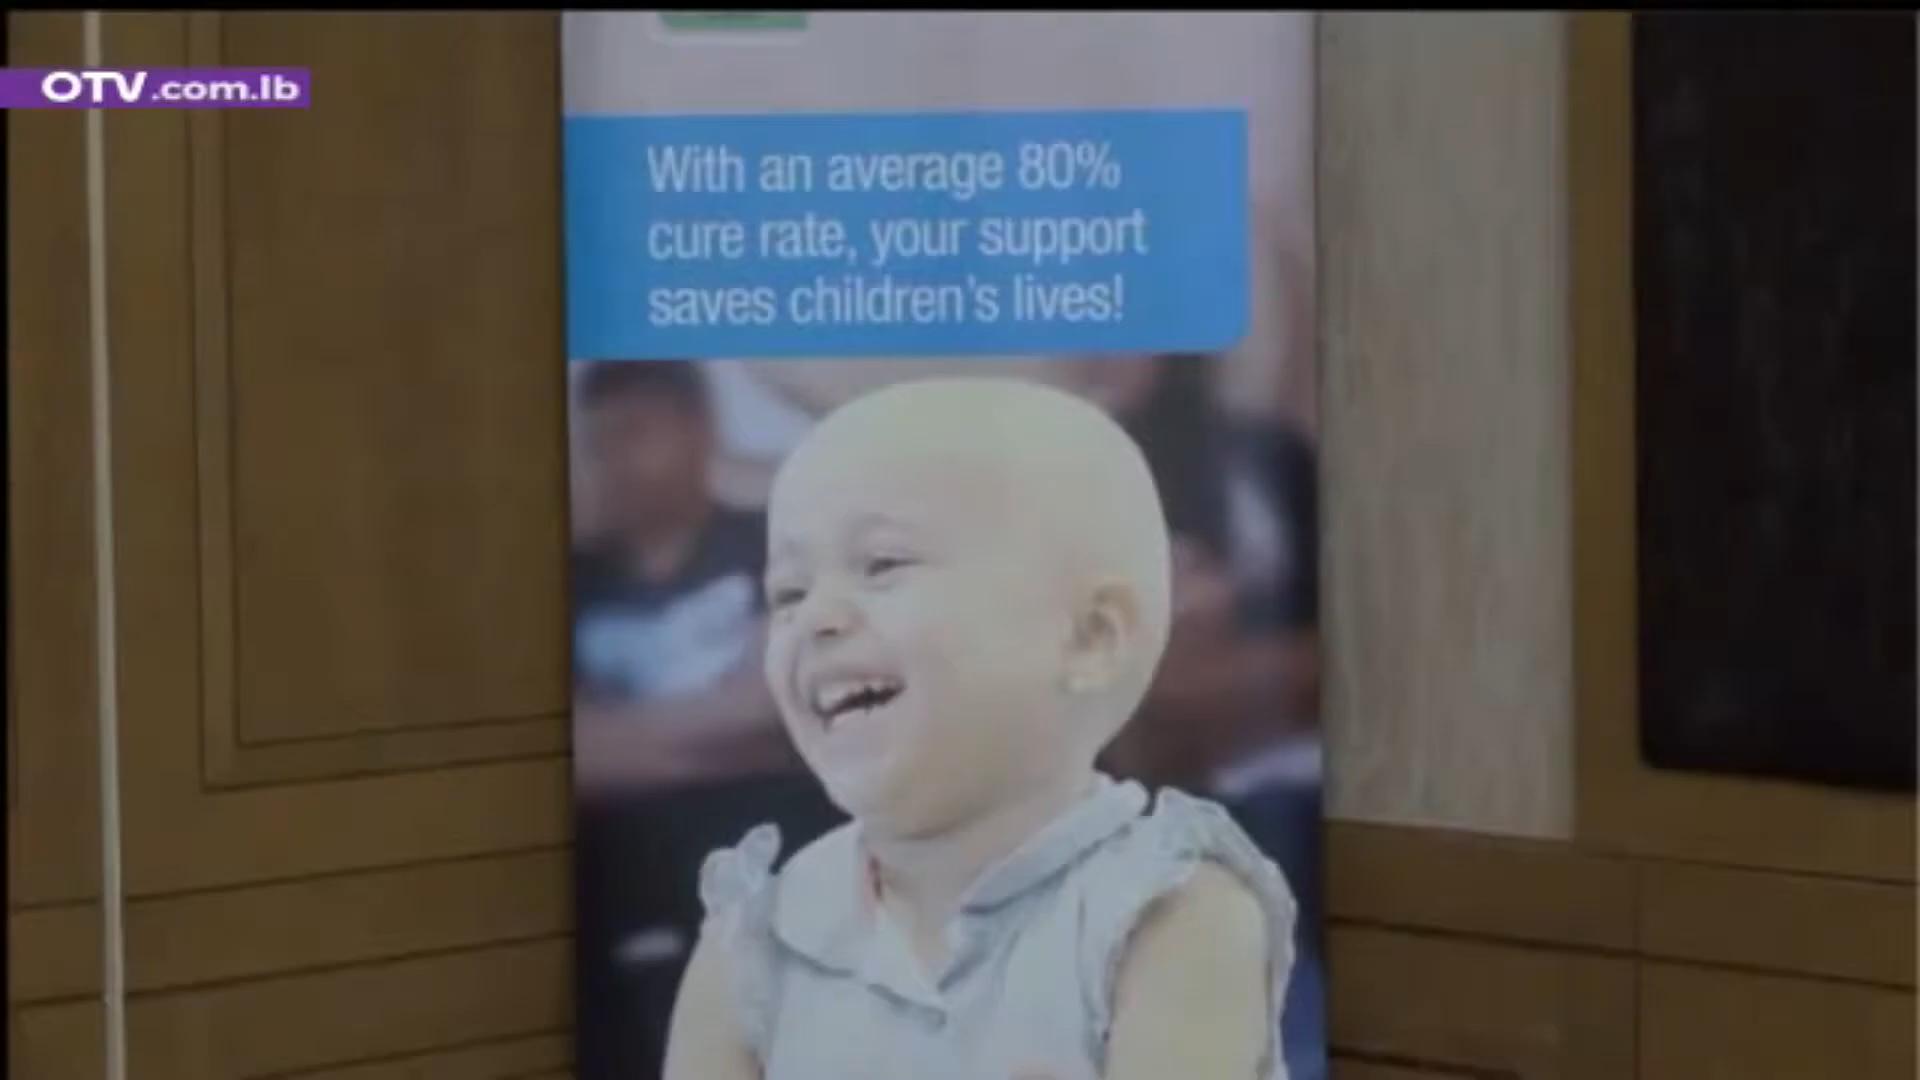 OTV.com.lb
With an average 80%
cure rate, your support
saves children's lives!